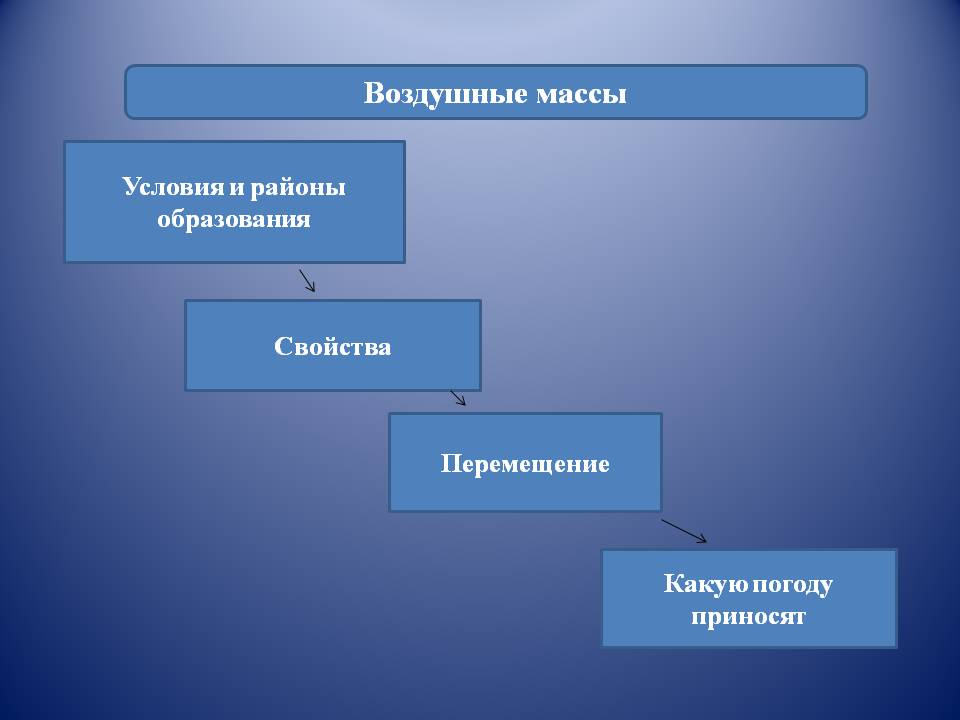 Воздушные массы
Условия и районы
образования
Свойства
Перемещение
Какую погоду
приносят